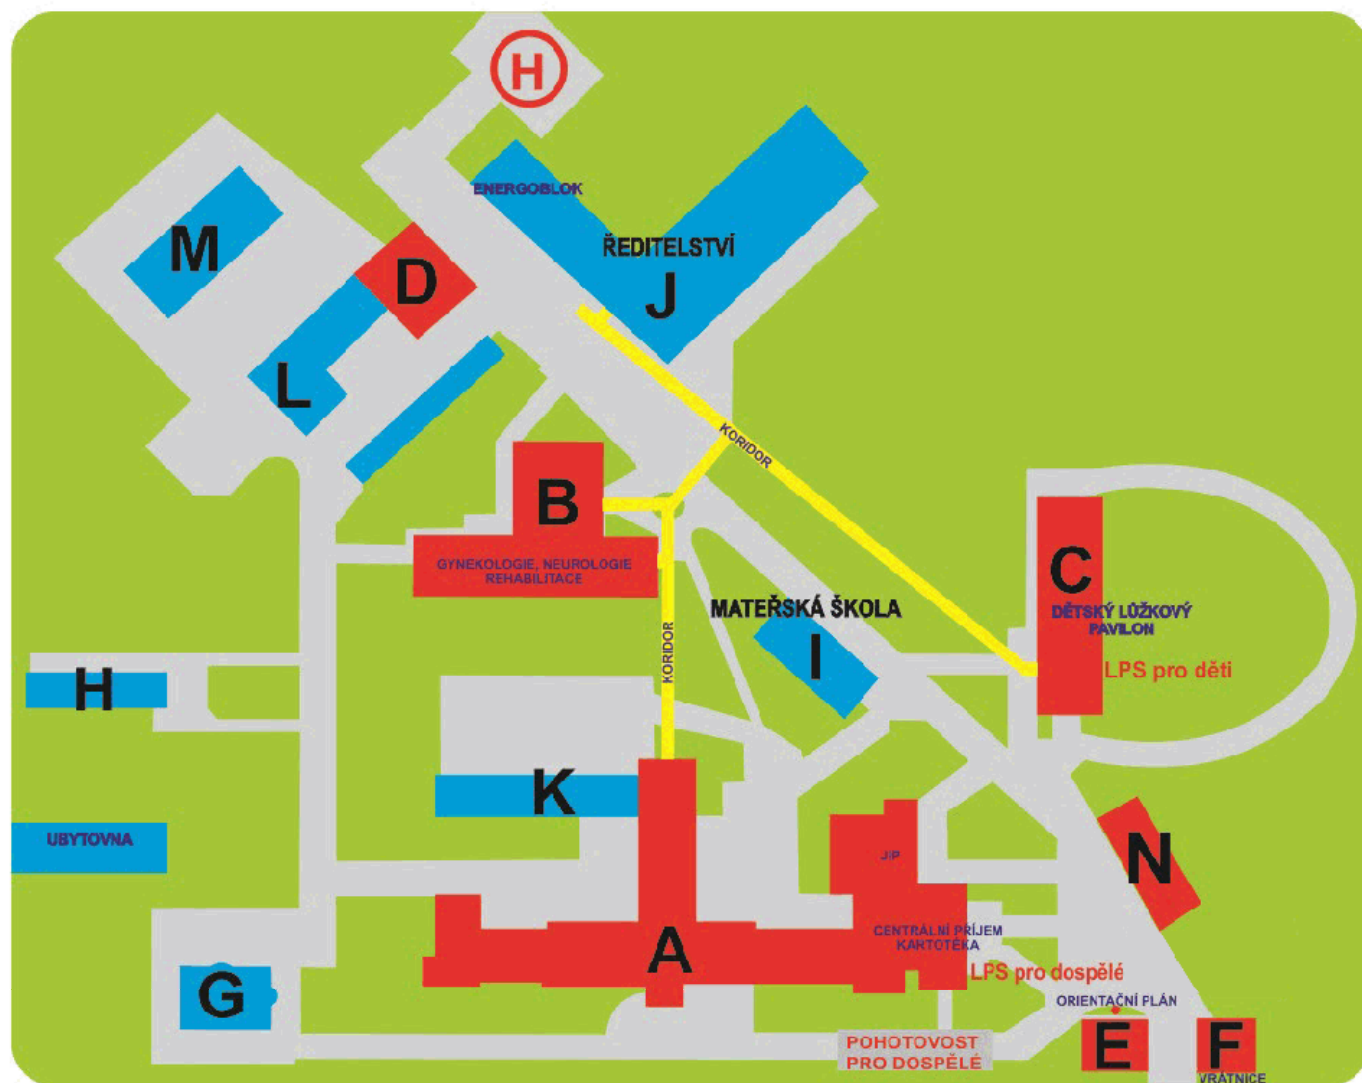 H
ENERGOBLOK
M
ŘEDITELSTVÍ
D
J
L
KORIDOR
B
GYNEKOLOGIE, NEUROLOGIE
REHABILITACE
C
DĚTSKÝ LŮŽKOVÝ
PAVILON
MATEŘSKÁ ŠKOLA
I
KORIDOR
LPS pro děti
H
K
UBYTOVNA
JIP
N
A
CENTRÁLNÍ PŘÍJEM
KARTOTÉKA
LPS pro dospělé
G
ORIENTAČNÍ PLÁN
POHOTOVOST
PRO DOSPĚLÉ
E
F
VRÁTNICE